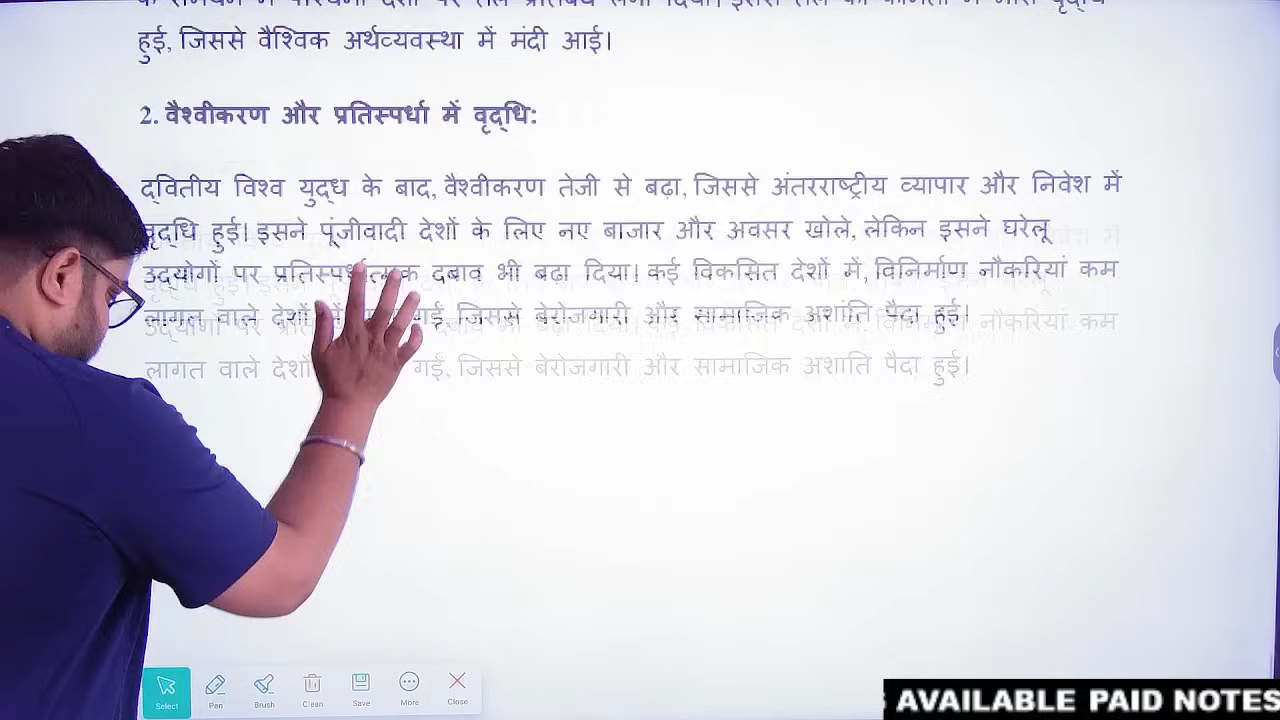 हुई, जिससे वैश्विक अर्थव्यवस्था में मंदी आई।
2. वैश्वीकरण और प्रतिस्पर्धा में वृद्धि:
द्वितीय विश्व युद्ध के बाद, वैश्वीकरण तेजी से बढ़ा, जिससे अंतरराष्ट्रीय व्यापार और निवेश में
वृद्धि हुई। इसने पूंजीवादी देशों के लिए नए बाजार और अवसर खोले, लेकिन इसने घरेलू
उद्योगों पर प्रतिस्पर्धात्मक दबाव भी बढ़ा दिया। कई विकसित देशों में, विनिर्माण नौकरियां कम
लागत वाले देशों में गईं, जिससे बेरोजगारी और सामाजिक अशांति पैदा हुई।
Select Pen Brush Clean Save More Close
AVAILABLE PAID NOTES